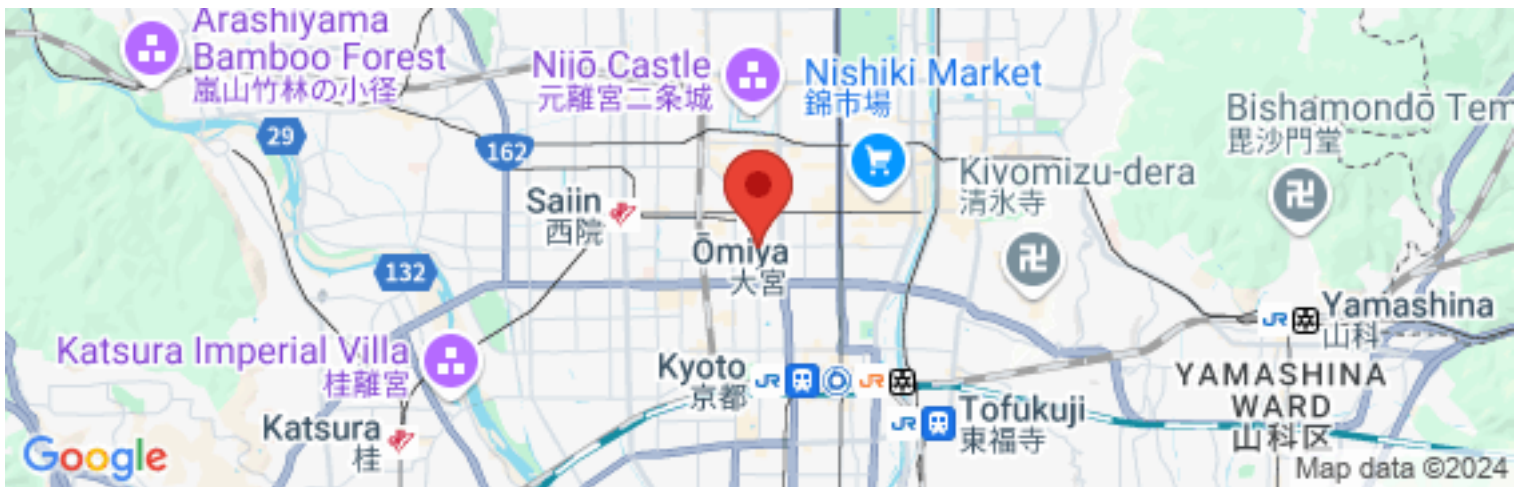 Arashiyama
Bamboo Forest
嵐山竹林の小径
Nijō Castle
元離宮二条城
Nishiki Market
錦市場
Bishamondō Tem
毘沙門堂
29
162
Kiyomizu-dera
清水寺
Saiin
西院
Ōmiya
大宮
132
Yamashina
山科
JR
Katsura Imperial Villa
桂離宮
Kyoto
京都
JR
JR
YAMASHINA
WARD
山科区
Katsura
桂
JR
Tofukuji
東福寺
Google
Map data ©2024